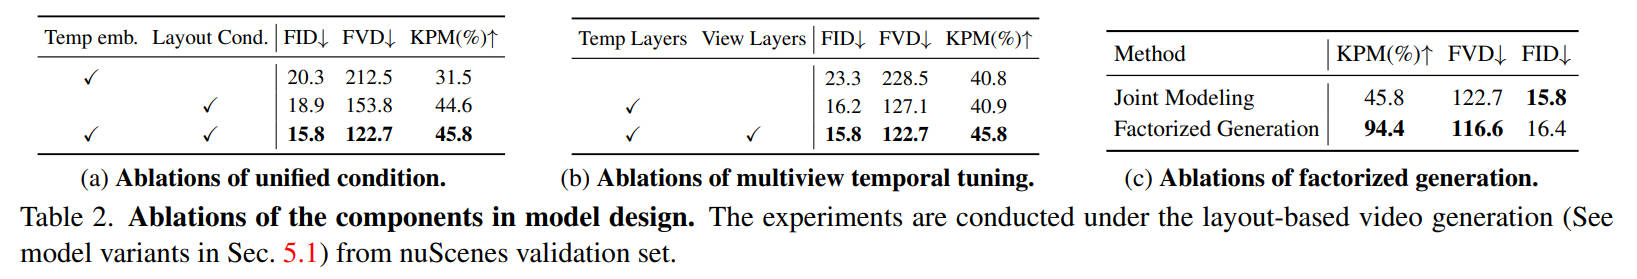 Temp emb. Layout Cond. FID↓ FVD↓ KPM(%)↑
✓ 20.3 212.5 31.5
✓ 18.9 153.8 44.6
✓ ✓ 15.8 122.7 45.8
(a) Ablations of unified condition.
Temp Layers View Layers FID↓ FVD↓ KPM(%)↑
23.3 228.5 40.8
✓ 16.2 127.1 40.9
✓ ✓ 15.8 122.7 45.8
(b) Ablations of multiview temporal tuning.
Method KPM(%)↑ FVD↓ FID↓
Joint Modeling 45.8 122.7 15.8
Factorized Generation 94.4 116.6 16.4
(c) Ablations of factorized generation.
Table 2. Ablations of the components in model design. The experiments are conducted under the layout-based video generation (See
model variants in Sec. 5.1) from nuScenes validation set.